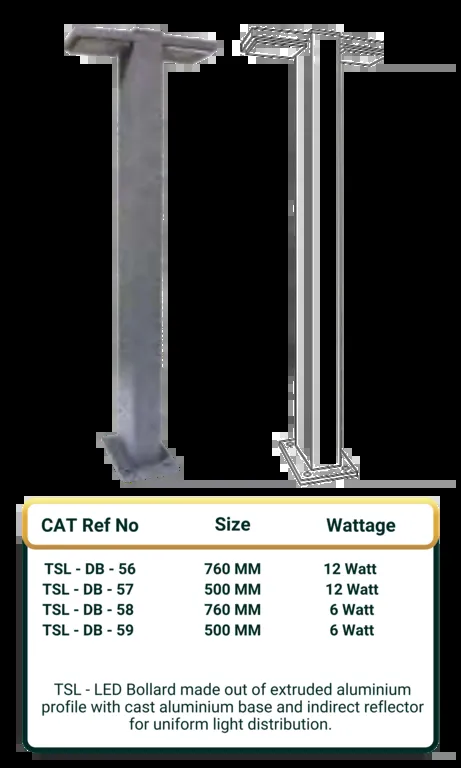 CAT Ref No Size Wattage
TSL - DB - 56 760 MM 12 Watt
TSL - DB - 57 500 MM 12 Watt
TSL - DB - 58 760 MM 6 Watt
TSL - DB - 59 500 MM 6 Watt
TSL - LED Bollard made out of extruded aluminium
profile with cast aluminium base and indirect reflector
for uniform light distribution.